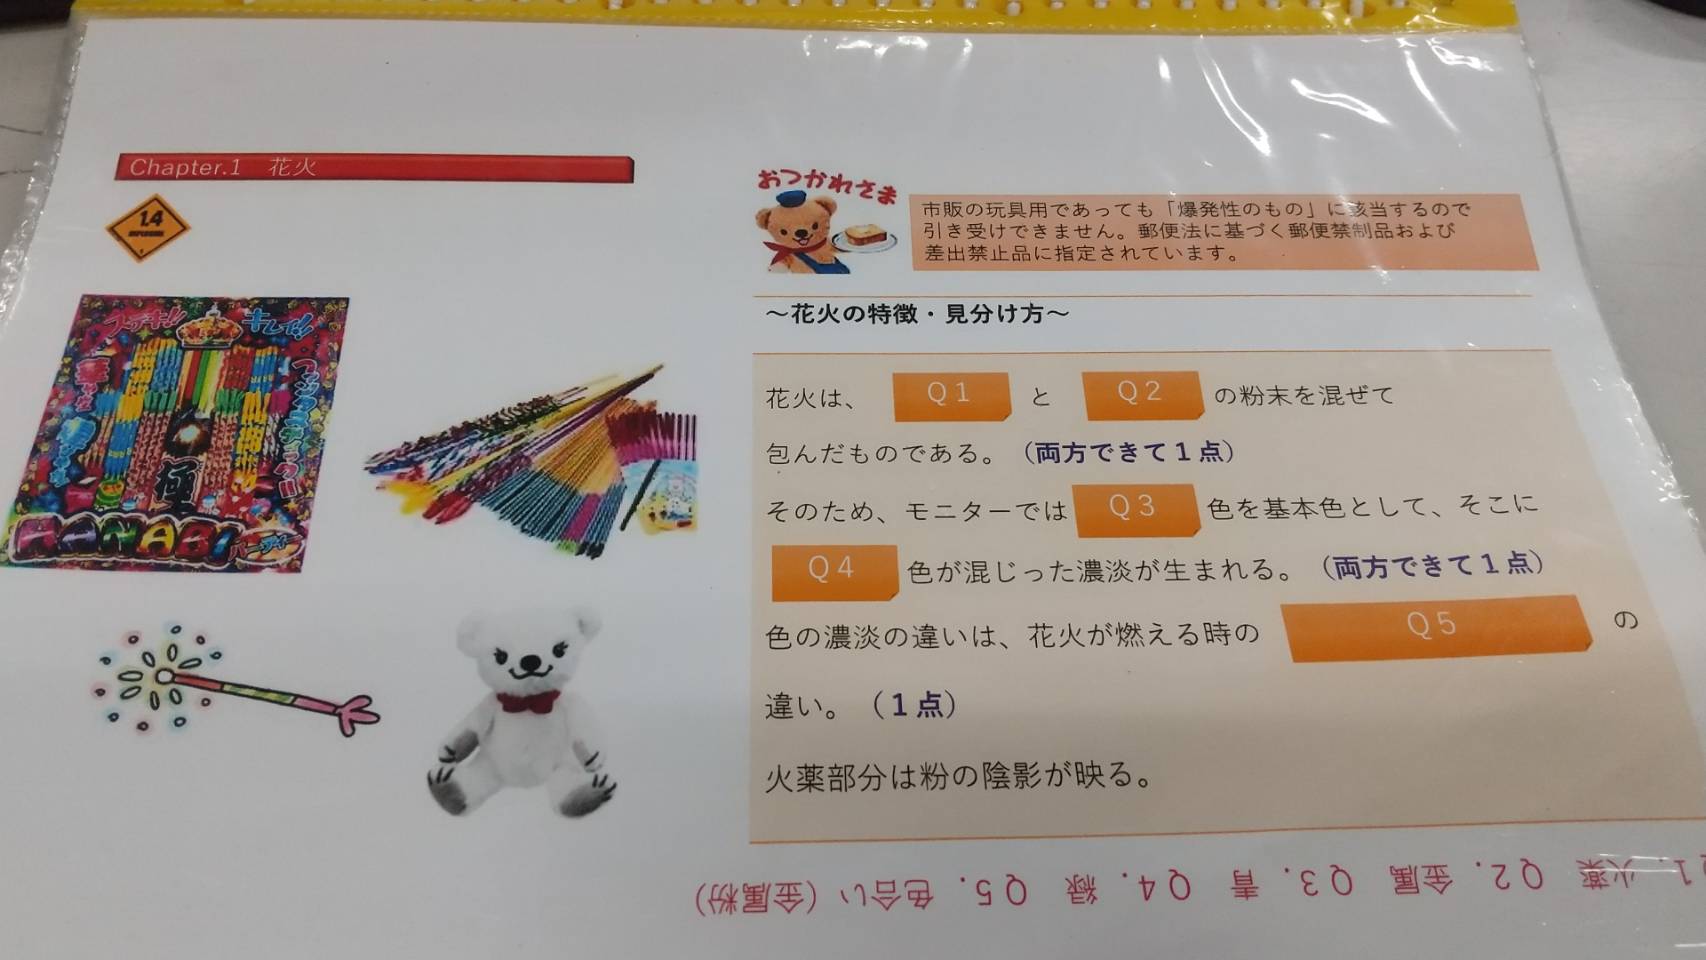 Chapter.1 花火
1.4
おつかれさま
市販の玩具用であっても「爆発性のもの」に該当するので
引き受けできません。郵便法に基づく郵便禁制品および
差出禁止品に指定されています。
～花火の特徴・見分け方～
ステキ!!
キレイ!!
極
HANABI
花火は、 Q1 と Q2 の粉末を混ぜて
包んだものである。（両方できて１点）
そのため、モニターでは Q3 色を基本色として、そこに
Q4 色が混じった濃淡が生まれる。（両方できて１点）
色の濃淡の違いは、花火が燃える時の Q5 の
違い。（１点）
火薬部分は粉の陰影が映る。
Q1．火薬 Q2．金属 Q3．青 Q4．緑 Q5．色合い（金属粉）